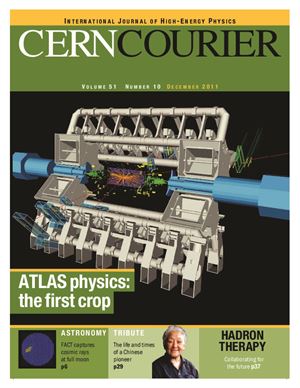 INTERNATIONAL JOURNAL OF HIGH-ENERGY PHYSICS
CERNCOURIER
VOLUME 51 NUMBER 10 DECEMBER 2011
ATLAS physics:
the first crop
ASTRONOMY
FACT captures
cosmic rays
at full moon
p6
TRIBUTE
The life and times
of a Chinese
pioneer
p29
HADRON
THERAPY
Collaborating for
the future p37